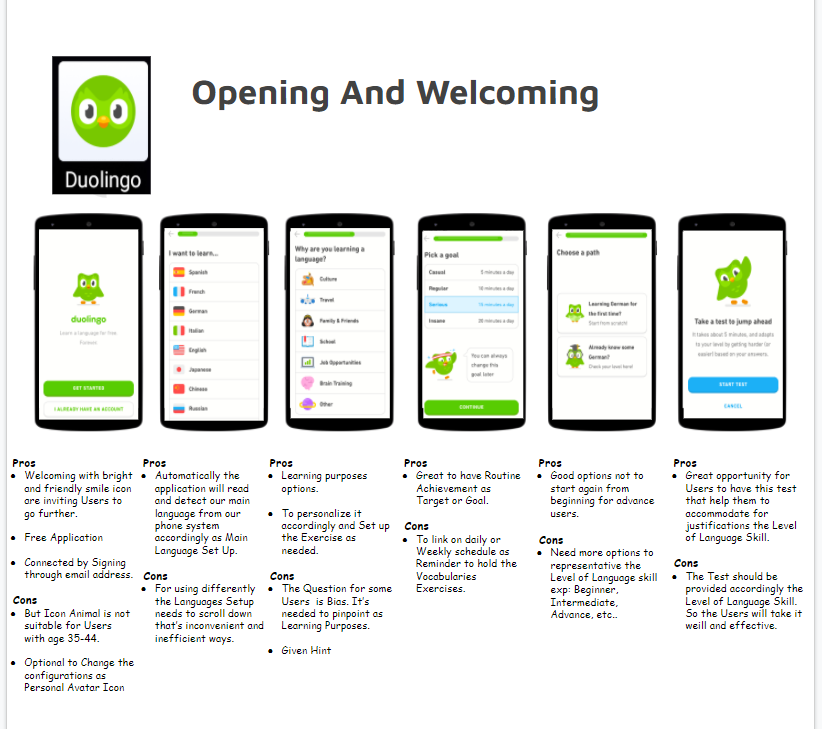 Opening And Welcoming
Duolingo
duolingo
Learn a language for free.
Forever.
GET STARTED
I ALREADY HAVE AN ACCOUNT
I want to learn...
Spanish
French
German
Italian
English
Japanese
Chinese
Russian
Why are you learning a
language?
Culture
Travel
Family & Friends
School
Job Opportunities
Brain Training
Other
Pick a goal
Casual 5 minutes a day
Regular 10 minutes a day
Serious 15 minutes a day
Insane 20 minutes a day
You can always
change this
goal later
CONTINUE
Choose a path
Learning German for
the first time?
Start from scratch!
Already know some
German?
Check your level here!
Take a test to jump ahead
It takes about 5 minutes, and adapts
to your level by getting harder (or
easier) based on your answers.
START TEST
CANCEL
Pros
Welcoming with bright
and friendly smile icon
are inviting Users to
go further.
Free Application
Connected by Signing
through email address.
Cons
But Icon Animal is not
suitable for Users
with age 35-44.
Optional to Change the
configurations as
Personal Avatar Icon
Pros
Automatically the
application will read
and detect our main
language from our
phone system
accordingly as Main
Language Set Up.
Cons
For using differently
the Languages Setup
needs to scroll down
that's inconvenient and
inefficient ways.
Pros
Learning purposes
options.
To personalize it
accordingly and Set up
the Exercise as
needed.
Cons
The Question for some
Users is Bias. It's
needed to pinpoint as
Learning Purposes.
Given Hint
Pros
Great to have Routine
Achievement as
Target or Goal.
Cons
To link on daily or
Weekly schedule as
Reminder to hold the
Vocabularies
Exercises.
Pros
Good options not to
start again from
beginning for advance
users.
Cons
Need more options to
representative the
Level of Language skill
exp: Beginner,
Intermediate,
Advance, etc..
Pros
Great opportunity for
Users to have this test
that help them to
accommodate for
justifications the Level
of Language Skill.
Cons
The Test should be
provided accordingly the
Level of Language Skill.
So the Users will take it
weill and effective.